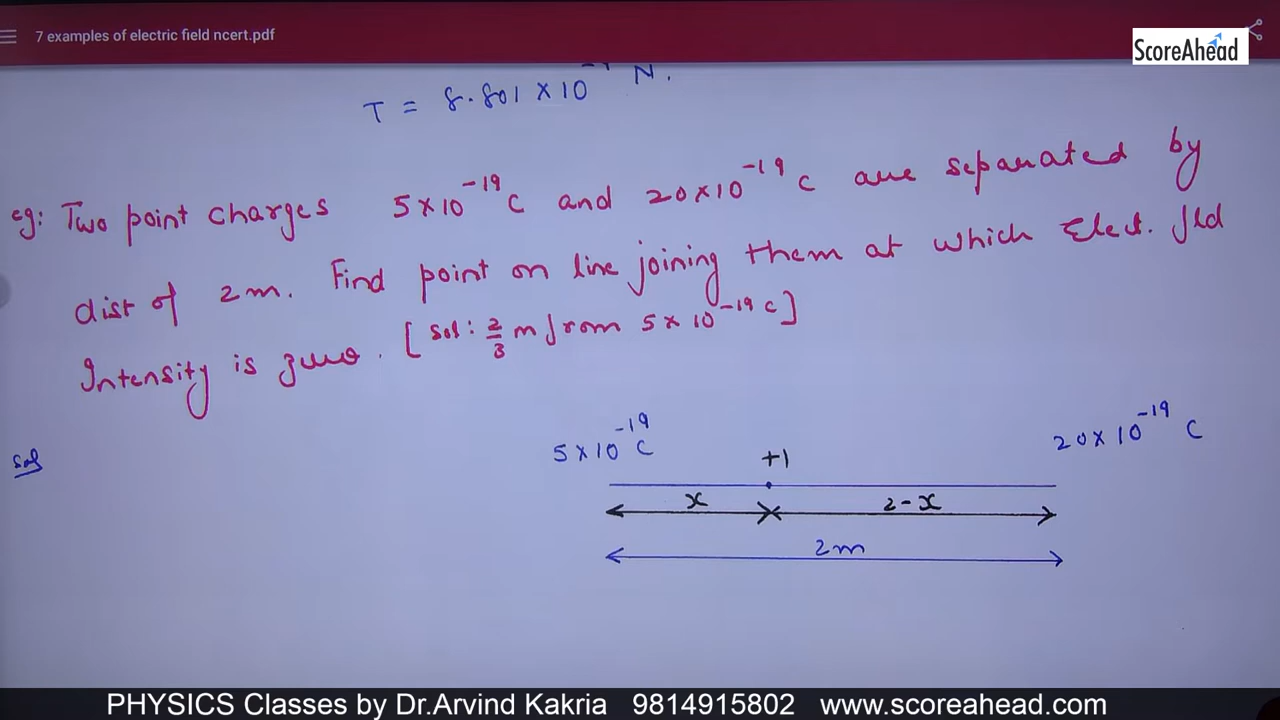 7 examples of electric field ncert.pdf
ScoreAhead
T = 8.801 × 10 N.
eg: Two point charges 5×10⁻¹⁹ C and 20×10⁻¹⁹ C are separated by
dist of 2m. Find point on line joining them at which Elect. fld
Intensity is zero. [Sol: 2/3 m from 5×10⁻¹⁹ C]
Sol
5×10⁻¹⁹ C
+1
20×10⁻¹⁹ C
x
2-x
2m
PHYSICS Classes by Dr.Arvind Kakria 9814915802 www.scoreahead.com